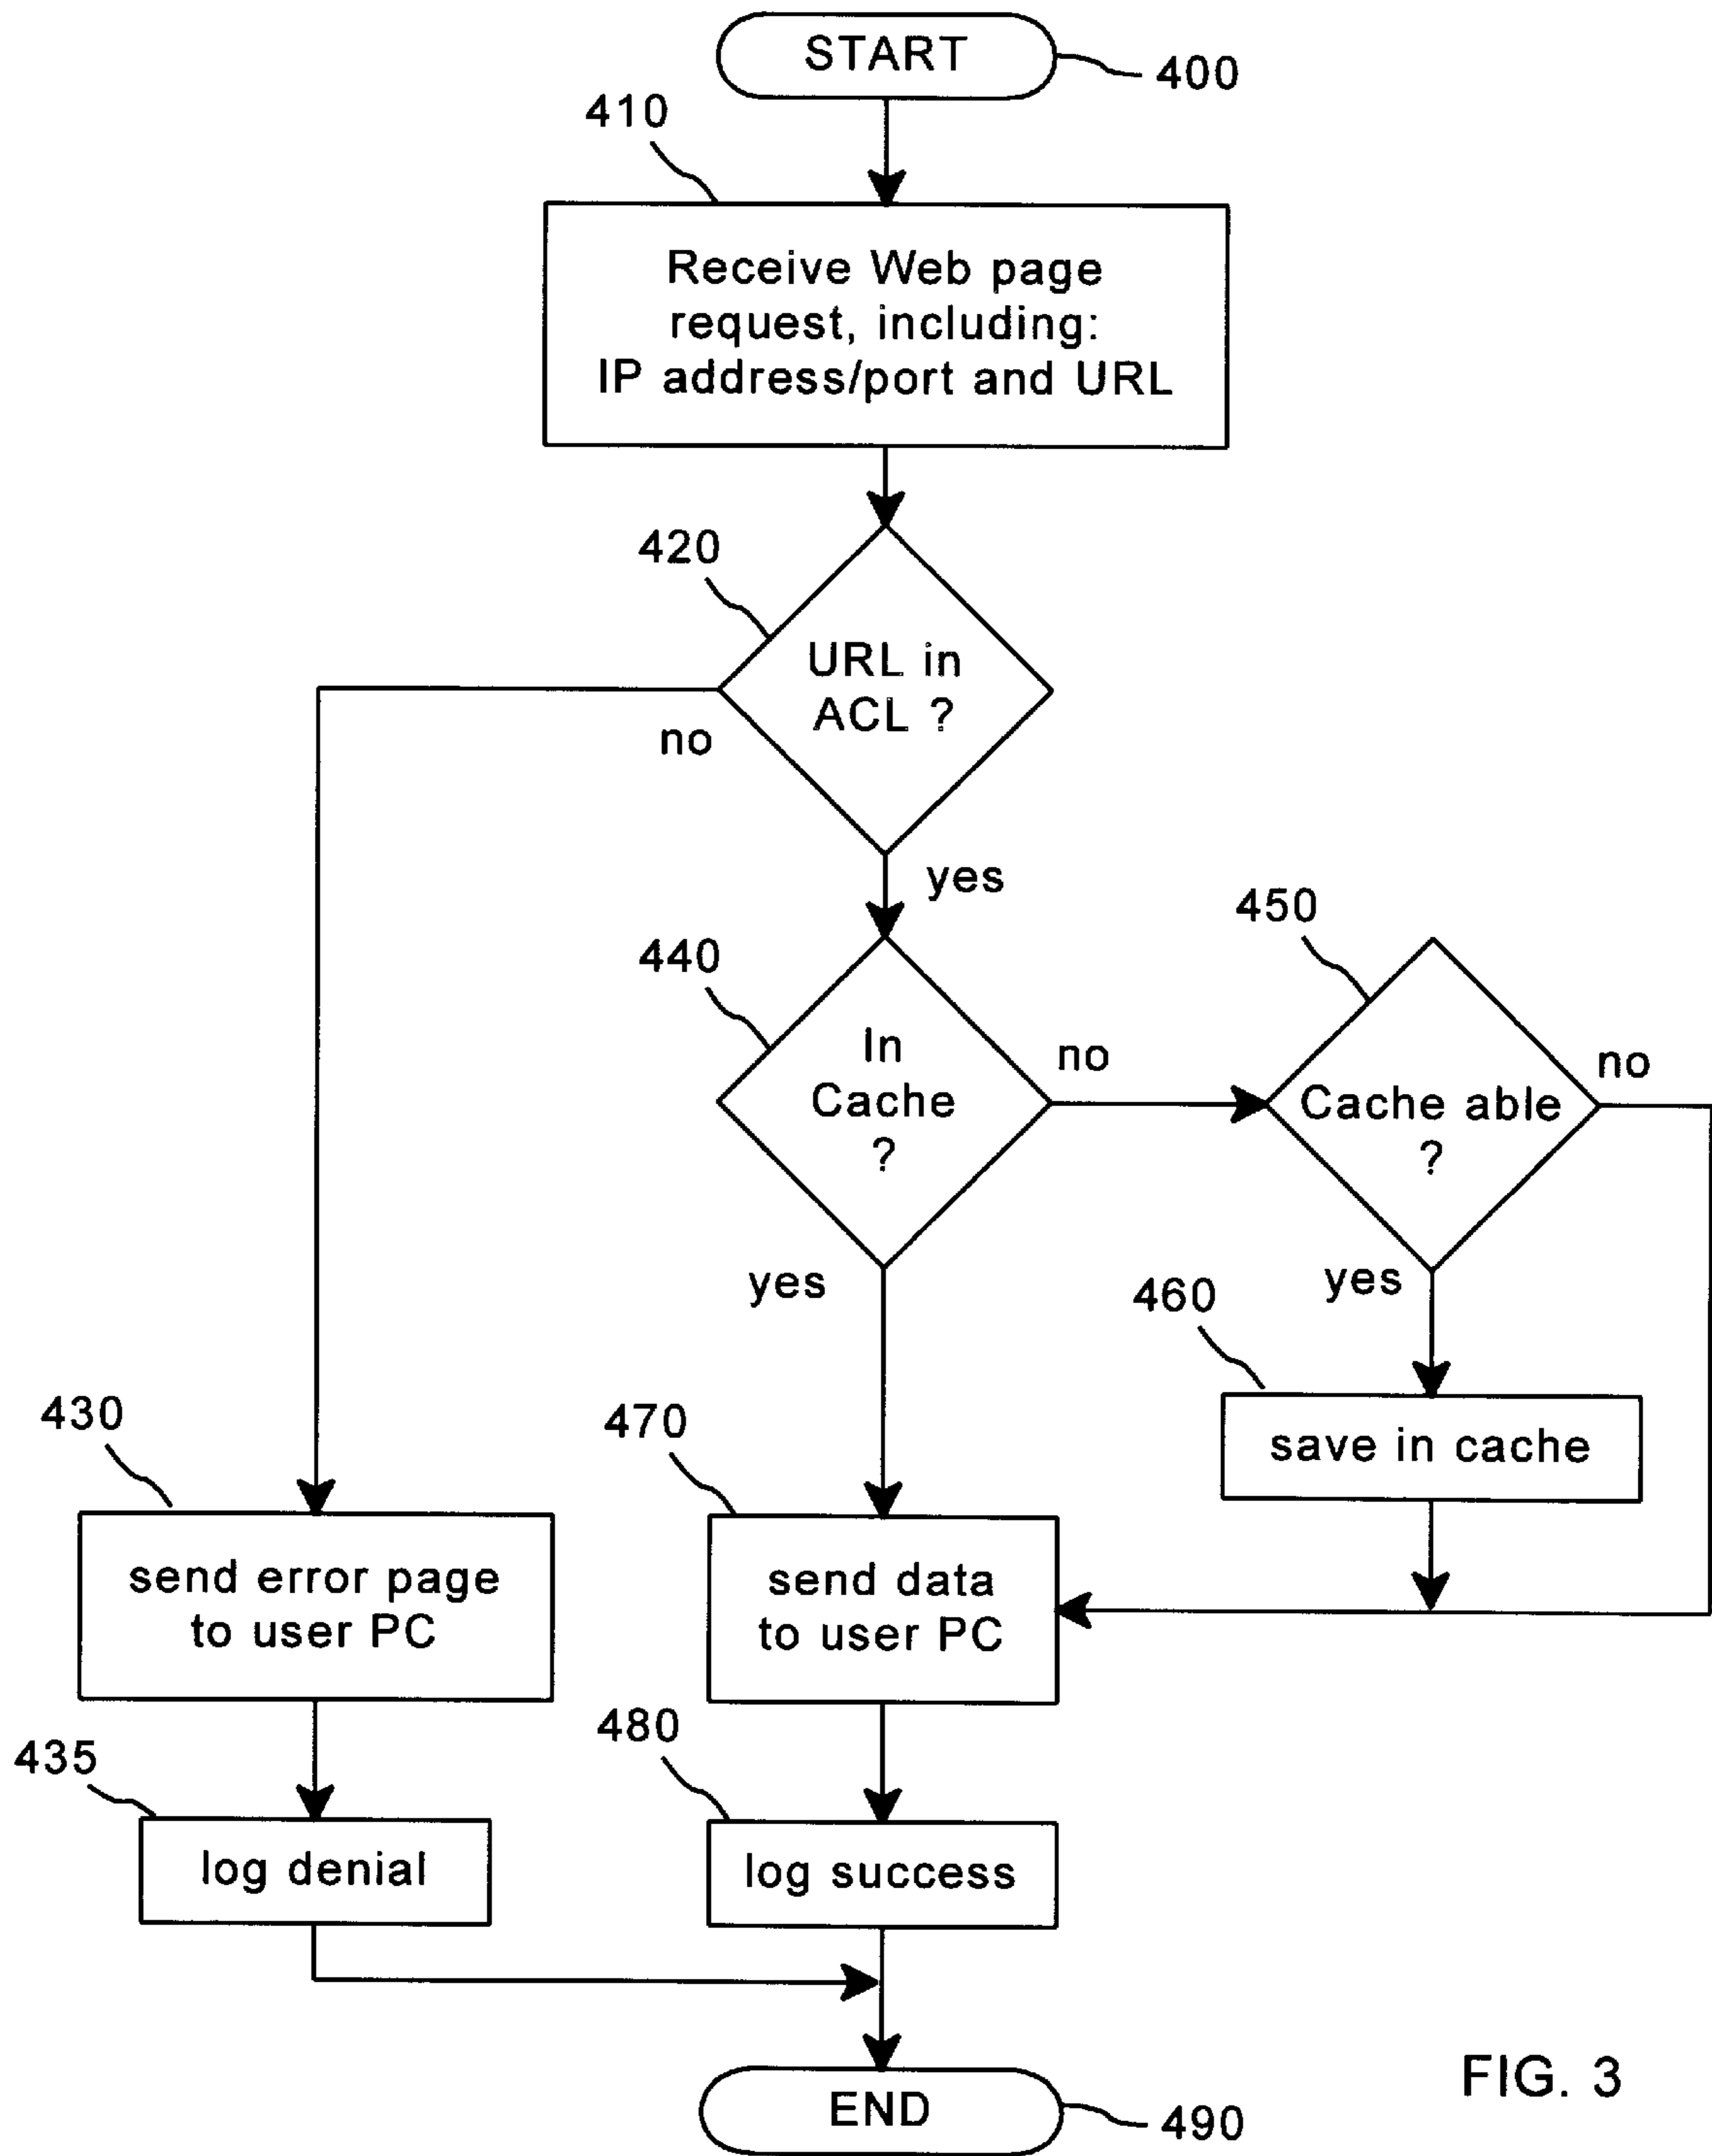 START
400
410
Receive Web page
request, including:
IP address/port and URL
420
URL in
ACL ?
no
yes
440
In
Cache
?
no
450
Cache able
?
no
yes
yes
460
save in cache
430
send error page
to user PC
470
send data
to user PC
435
log denial
480
log success
END
490
FIG. 3